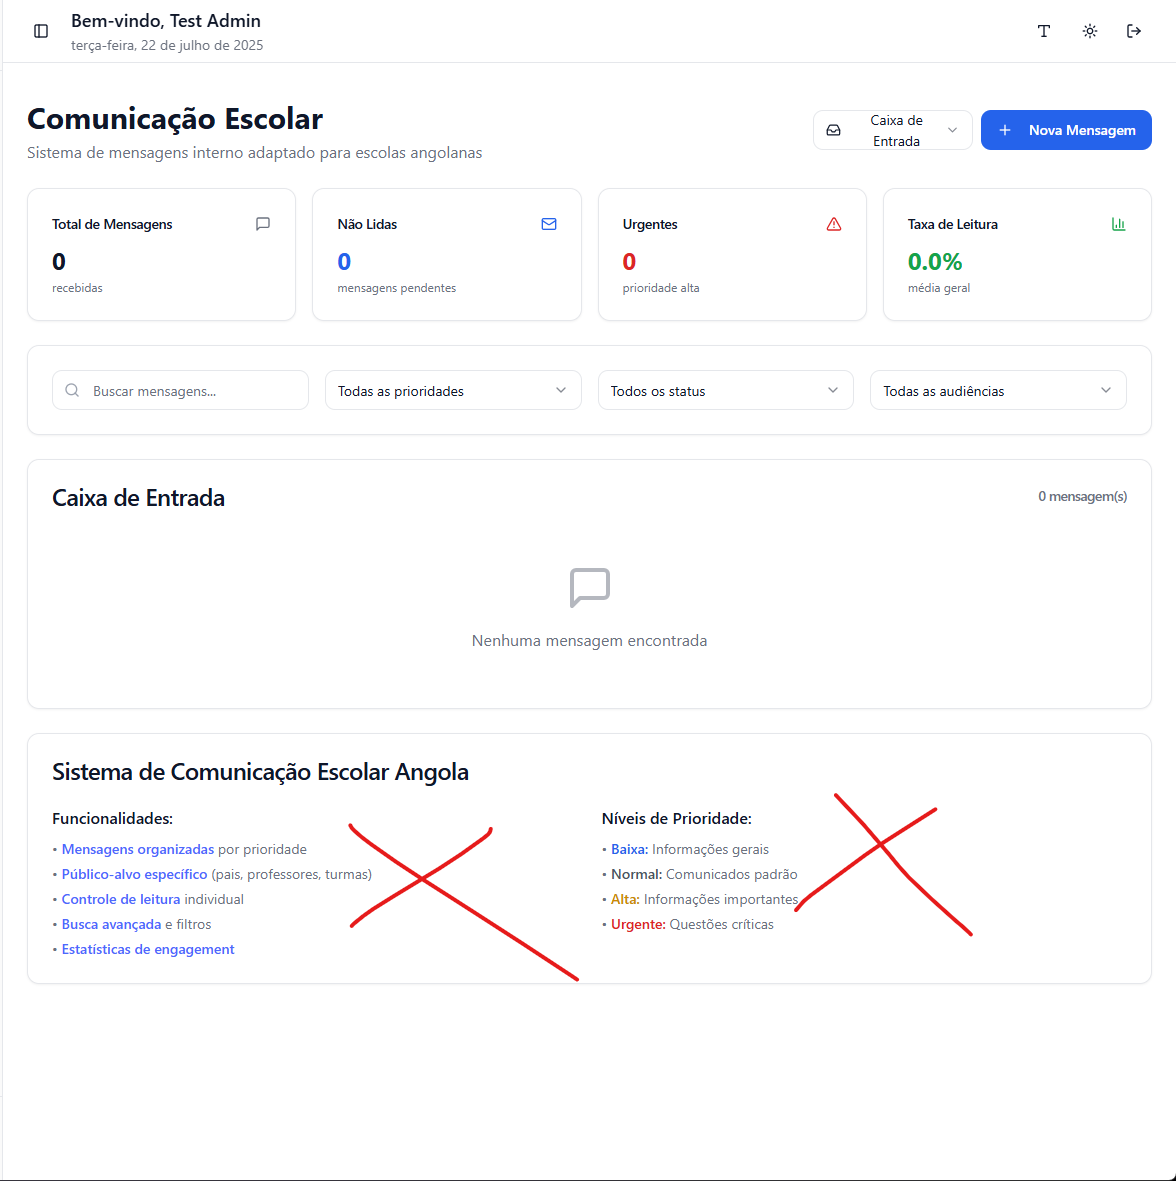 Bem-vindo, Test Admin
terça-feira, 22 de julho de 2025
Comunicação Escolar
Sistema de mensagens interno adaptado para escolas angolanas
Caixa de
Entrada
Nova Mensagem
Total de Mensagens
0
recebidas
Não Lidas
0
mensagens pendentes
Urgentes
0
prioridade alta
Taxa de Leitura
0.0%
média geral
Buscar mensagens...
Todas as prioridades
Todos os status
Todas as audiências
Caixa de Entrada
0 mensagem(s)
Nenhuma mensagem encontrada
Sistema de Comunicação Escolar Angola
Funcionalidades:
• Mensagens organizadas por prioridade
• Público-alvo específico (pais, professores, turmas)
• Controle de leitura individual
• Busca avançada e filtros
• Estatísticas de engagement
Níveis de Prioridade:
• Baixa: Informações gerais
• Normal: Comunicados padrão
• Alta: Informações importantes
• Urgente: Questões críticas